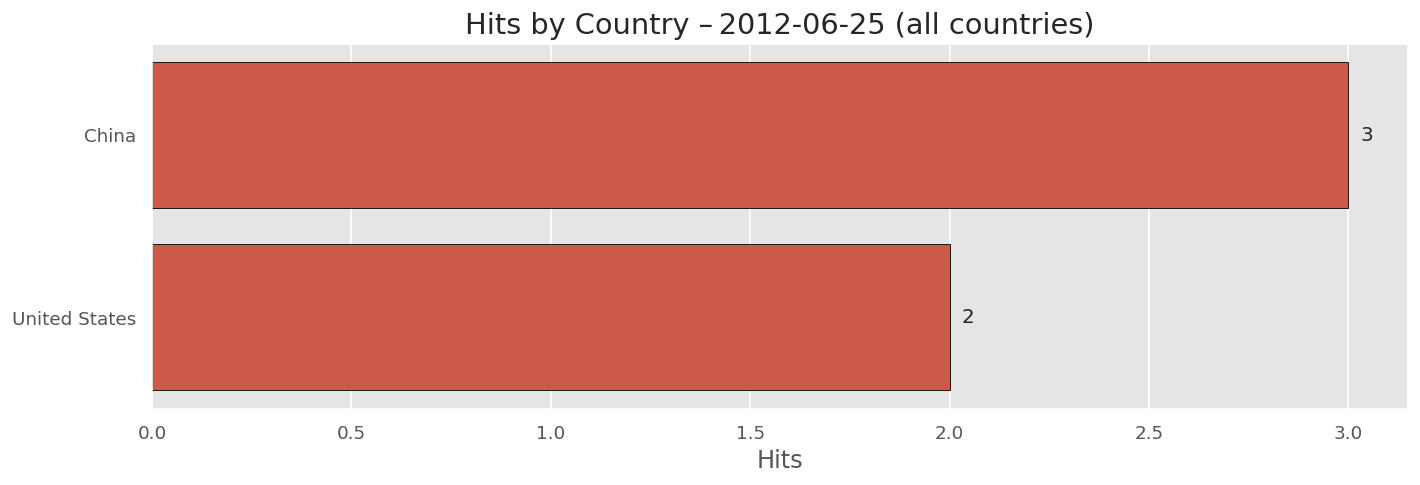 Hits by Country – 2012-06-25 (all countries)
China
3
United States
2
0.0 0.5 1.0 1.5 2.0 2.5 3.0
Hits